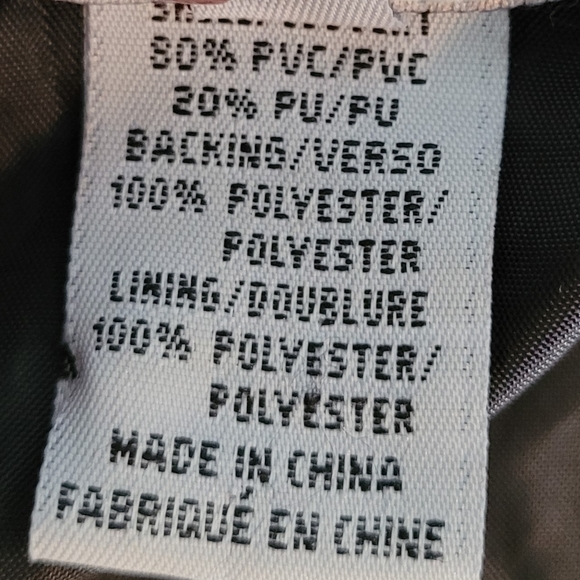 80% PVC/PVC
20% PU/PU
BACKING/VERSO
100% POLYESTER/
POLYESTER
LINING/DOUBLURE
100% POLYESTER/
POLYESTER
MADE IN CHINA
FABRIQUÉ EN CHINE